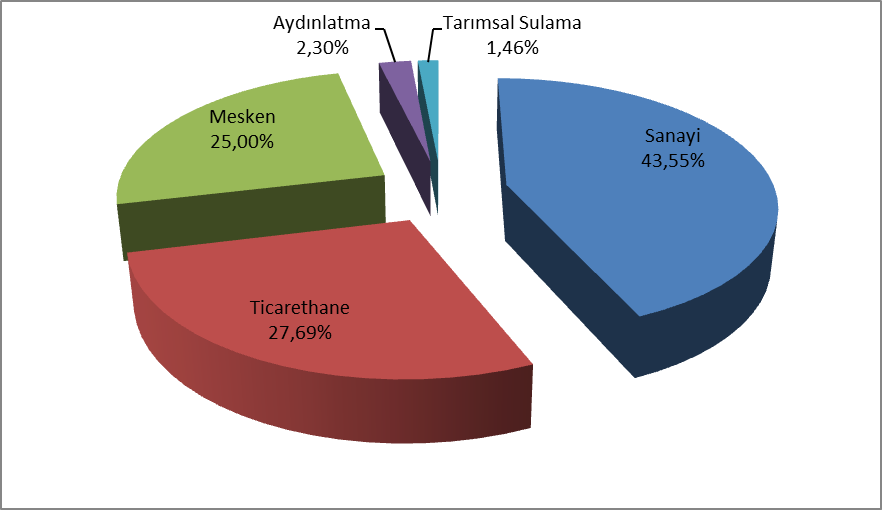 Aydınlatma
2,30%
Tarımsal Sulama
1,46%
Mesken
25,00%
Sanayi
43,55%
Ticarethane
27,69%